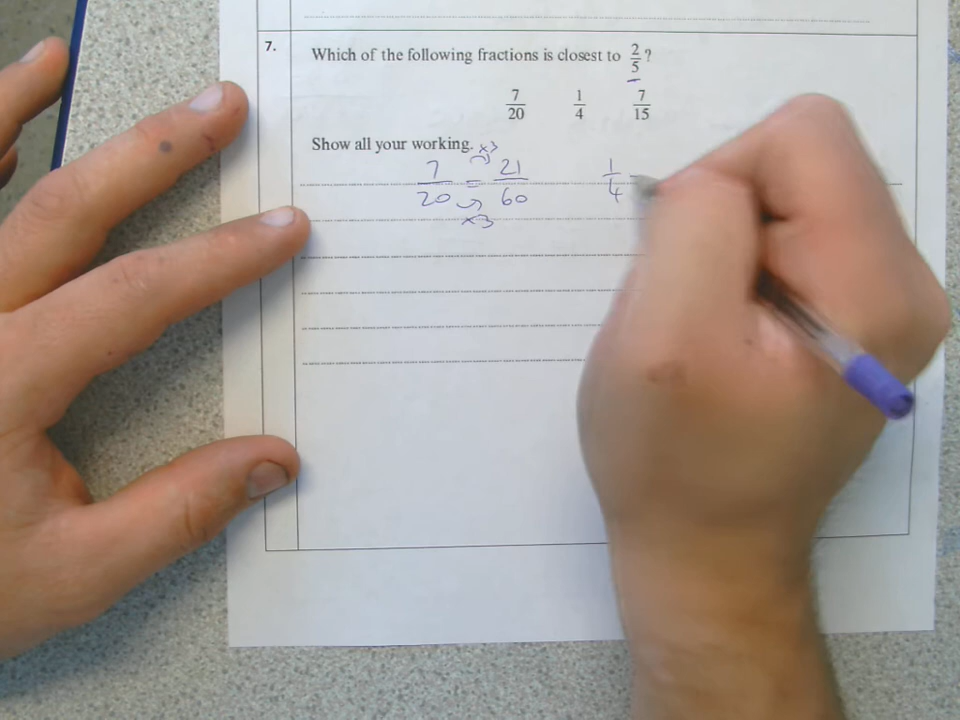 7.
Which of the following fractions is closest to 2/5 ?
7/20 1/4 7/15
Show all your working.
×3
7/20 = 21/60 1/4 =
×3